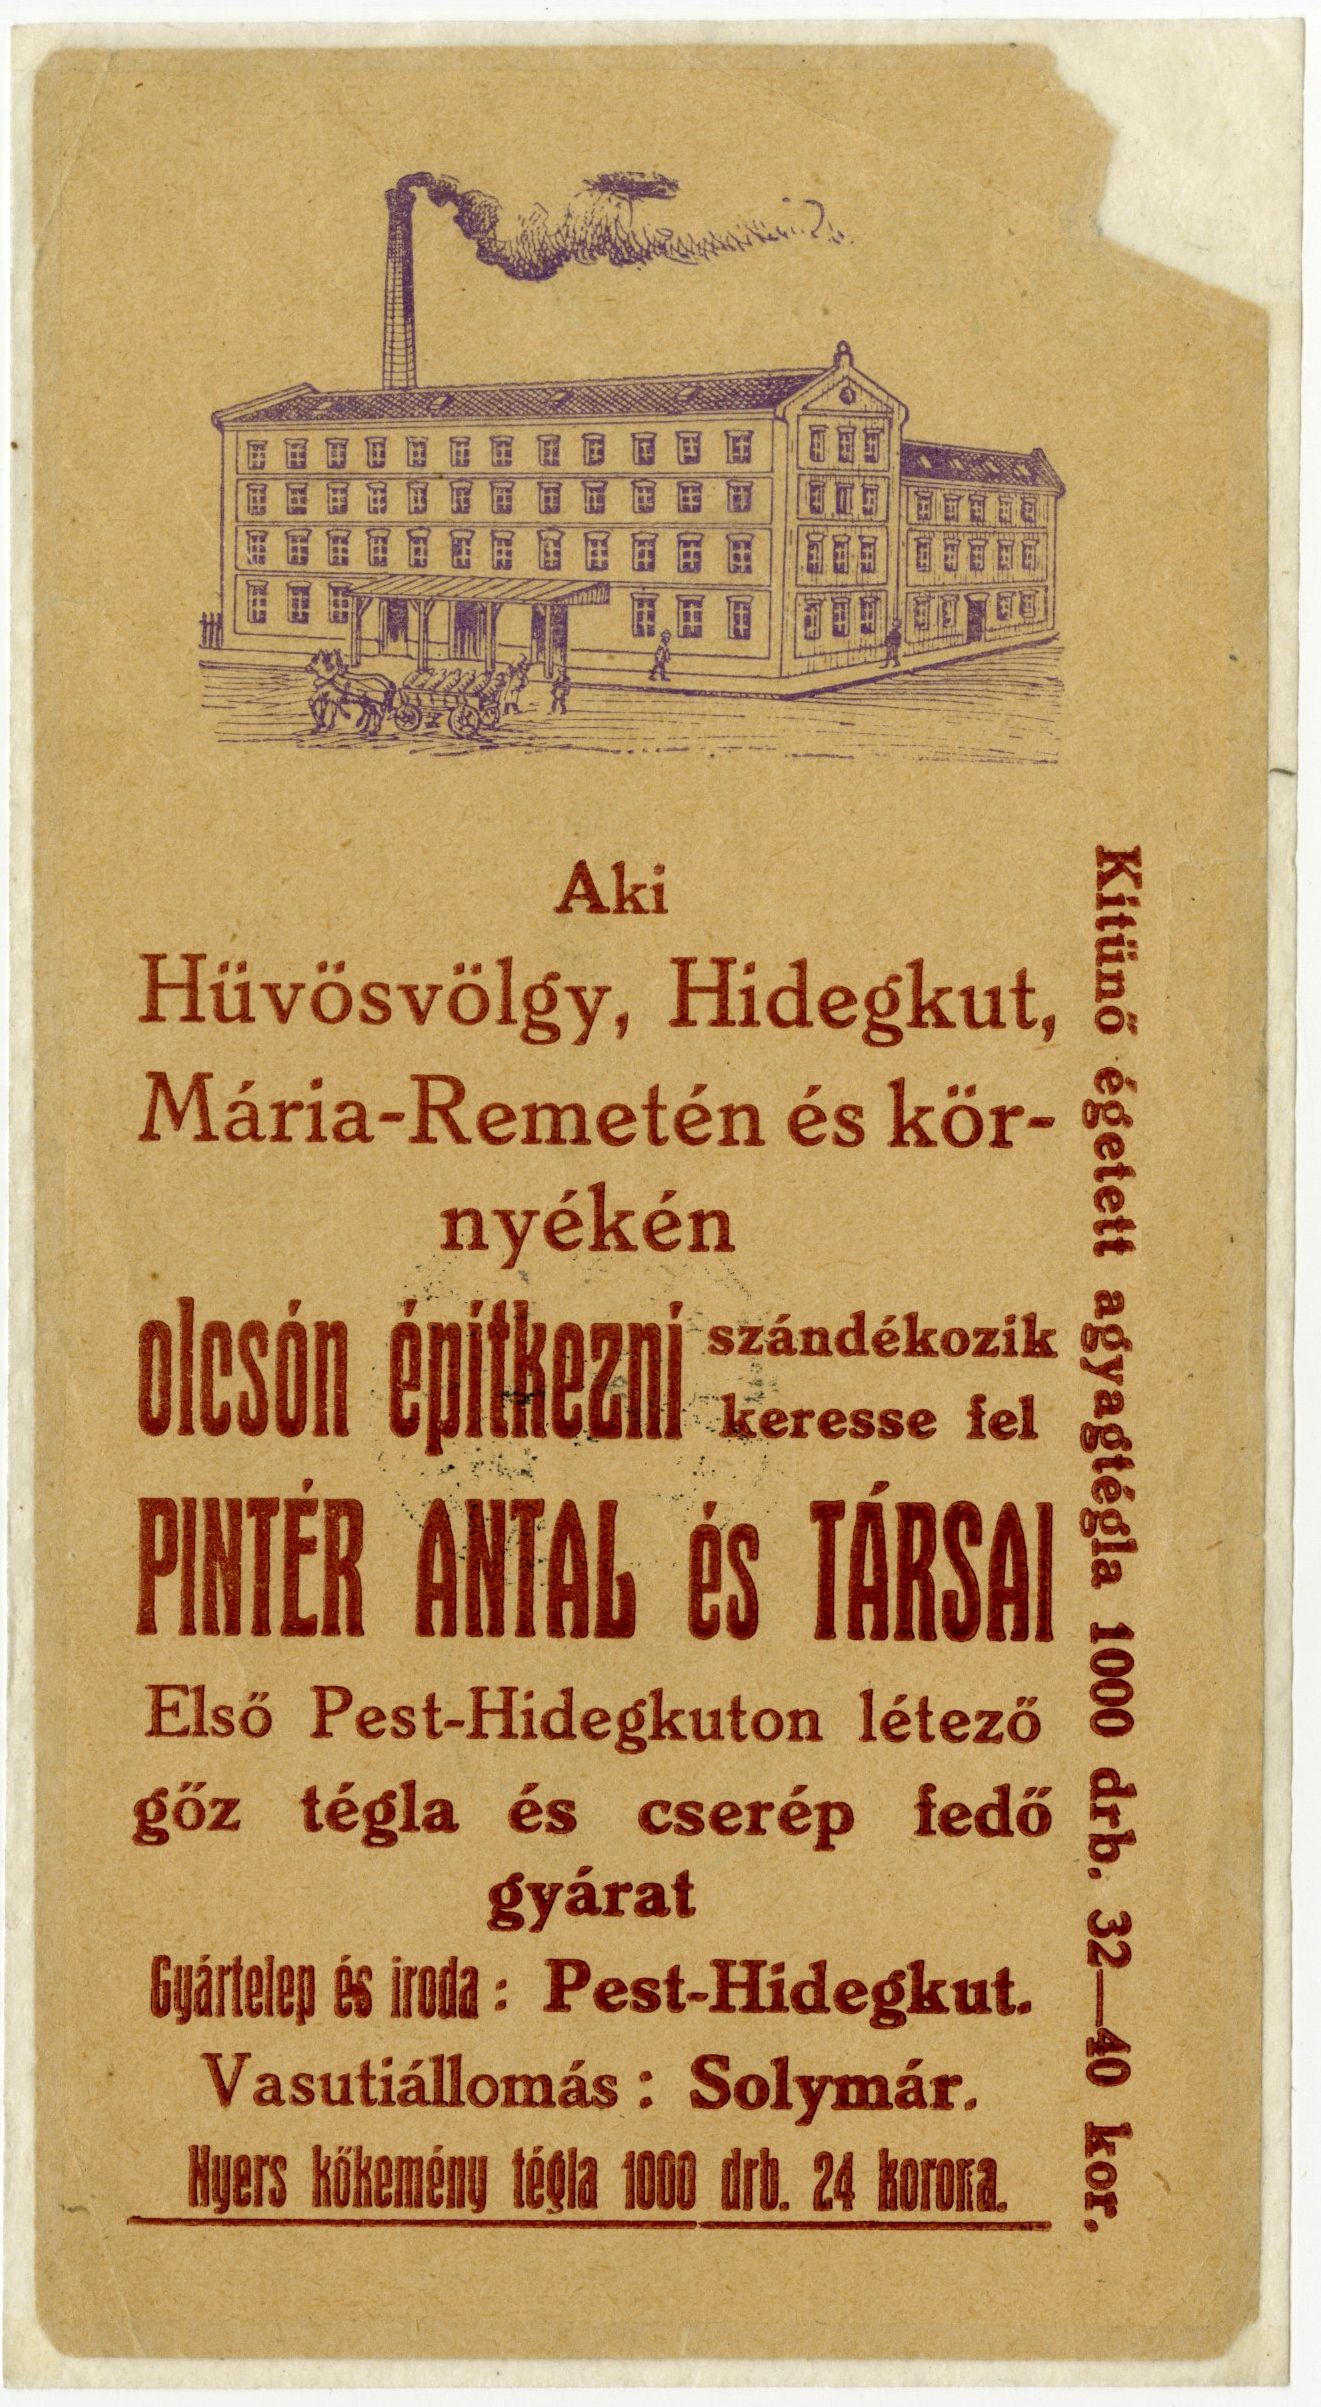 Aki
Hüvösvölgy, Hidegkut,
Mária-Remetén és kör-
nyékén
olcsón építkezni szándékozik
keresse fel
PINTÉR ANTAL és TÁRSAI
Első Pest-Hidegkuton létező
gőz tégla és cserép fedő
gyárat
Gyártelep és iroda : Pest-Hidegkut.
Vasutiállomás : Solymár.
Nyers kőkemény tégla 1000 drb. 24 korona.
Kitünő égetett agyagtégla 1000 drb. 32—40 kor.